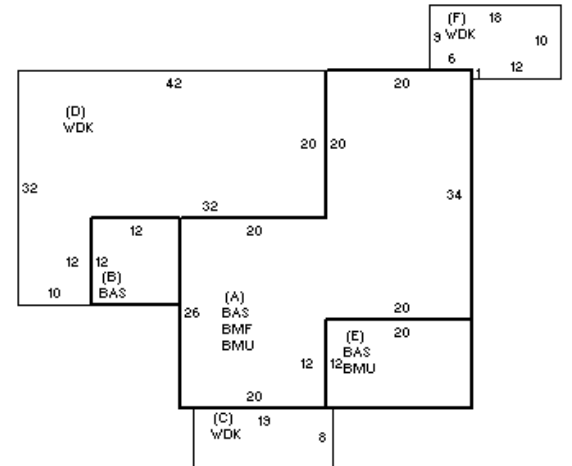 (F) 18
9 WDK
10
6
1 12
42
20
(D)
WDK
20 20
32
34
32
12
20
12 12
(B)
10 BAS
26
(A)
BAS
BMF
BMU
20
20
(E)
BAS
12 12 BMU
20
(C) 19
WDK
8